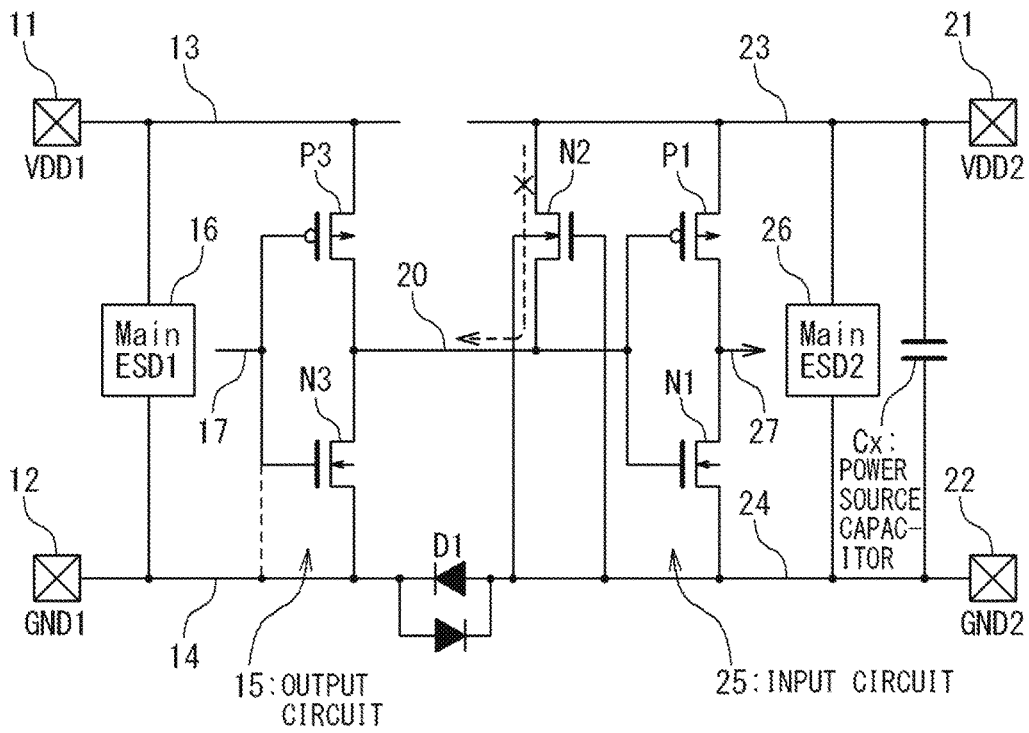 11
13
23
21
VDD1
P3
N2
P1
VDD2
16
20
26
Main
ESD1
Main
ESD2
17
N3
N1
27
Cx:
POWER
SOURCE
CAPAC-
ITOR
12
24
22
D1
GND1
GND2
14
15:OUTPUT
CIRCUIT
25:INPUT CIRCUIT